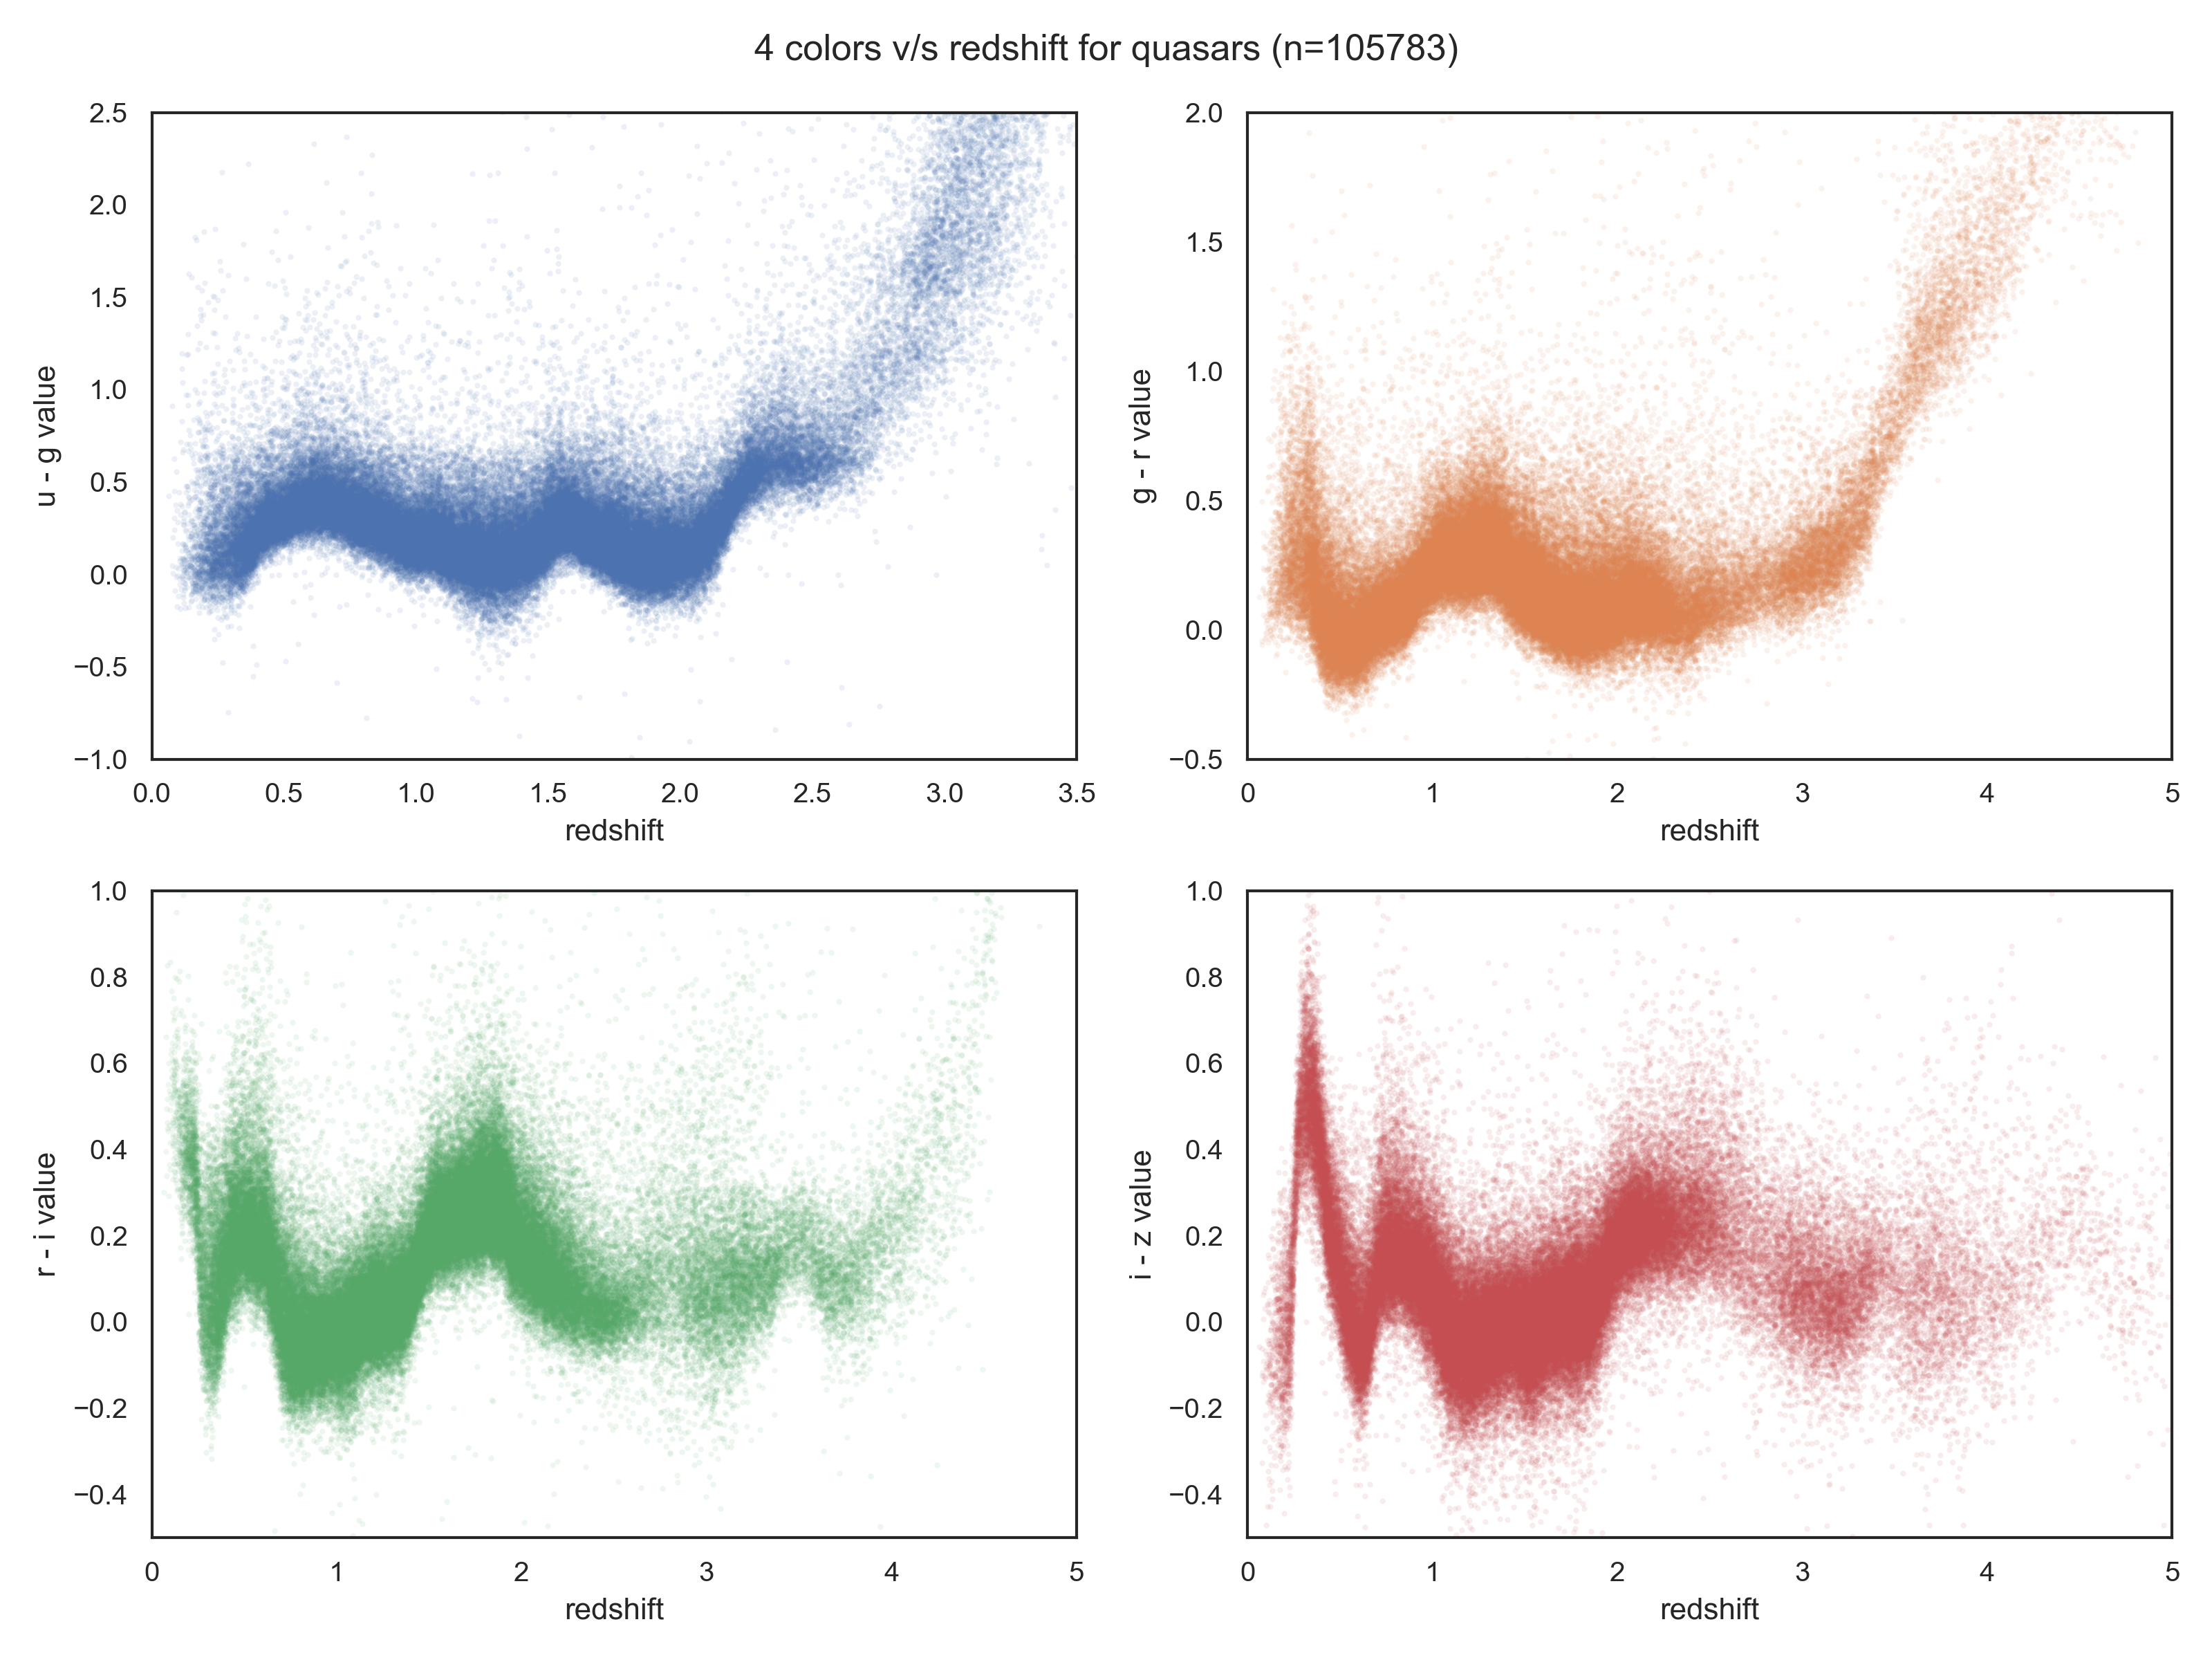 4 colors v/s redshift for quasars (n=105783)
2.5
2.0
1.5
1.0
0.5
0.0
−0.5
−1.0
u - g value
0.0 0.5 1.0 1.5 2.0 2.5 3.0 3.5
redshift
2.0
1.5
1.0
0.5
0.0
−0.5
g - r value
0 1 2 3 4 5
redshift
1.0
0.8
0.6
0.4
0.2
0.0
−0.2
−0.4
r - i value
0 1 2 3 4 5
redshift
1.0
0.8
0.6
0.4
0.2
0.0
−0.2
−0.4
i - z value
0 1 2 3 4 5
redshift